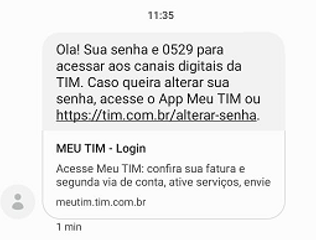 11:35
Ola! Sua senha e 0529 para
acessar aos canais digitais da
TIM. Caso queira alterar sua
senha, acesse o App Meu TIM ou
https://tim.com.br/alterar-senha.
MEU TIM - Login
Acesse Meu TIM: confira sua fatura e
segunda via de conta, ative serviços, envie
meutim.tim.com.br
1 min